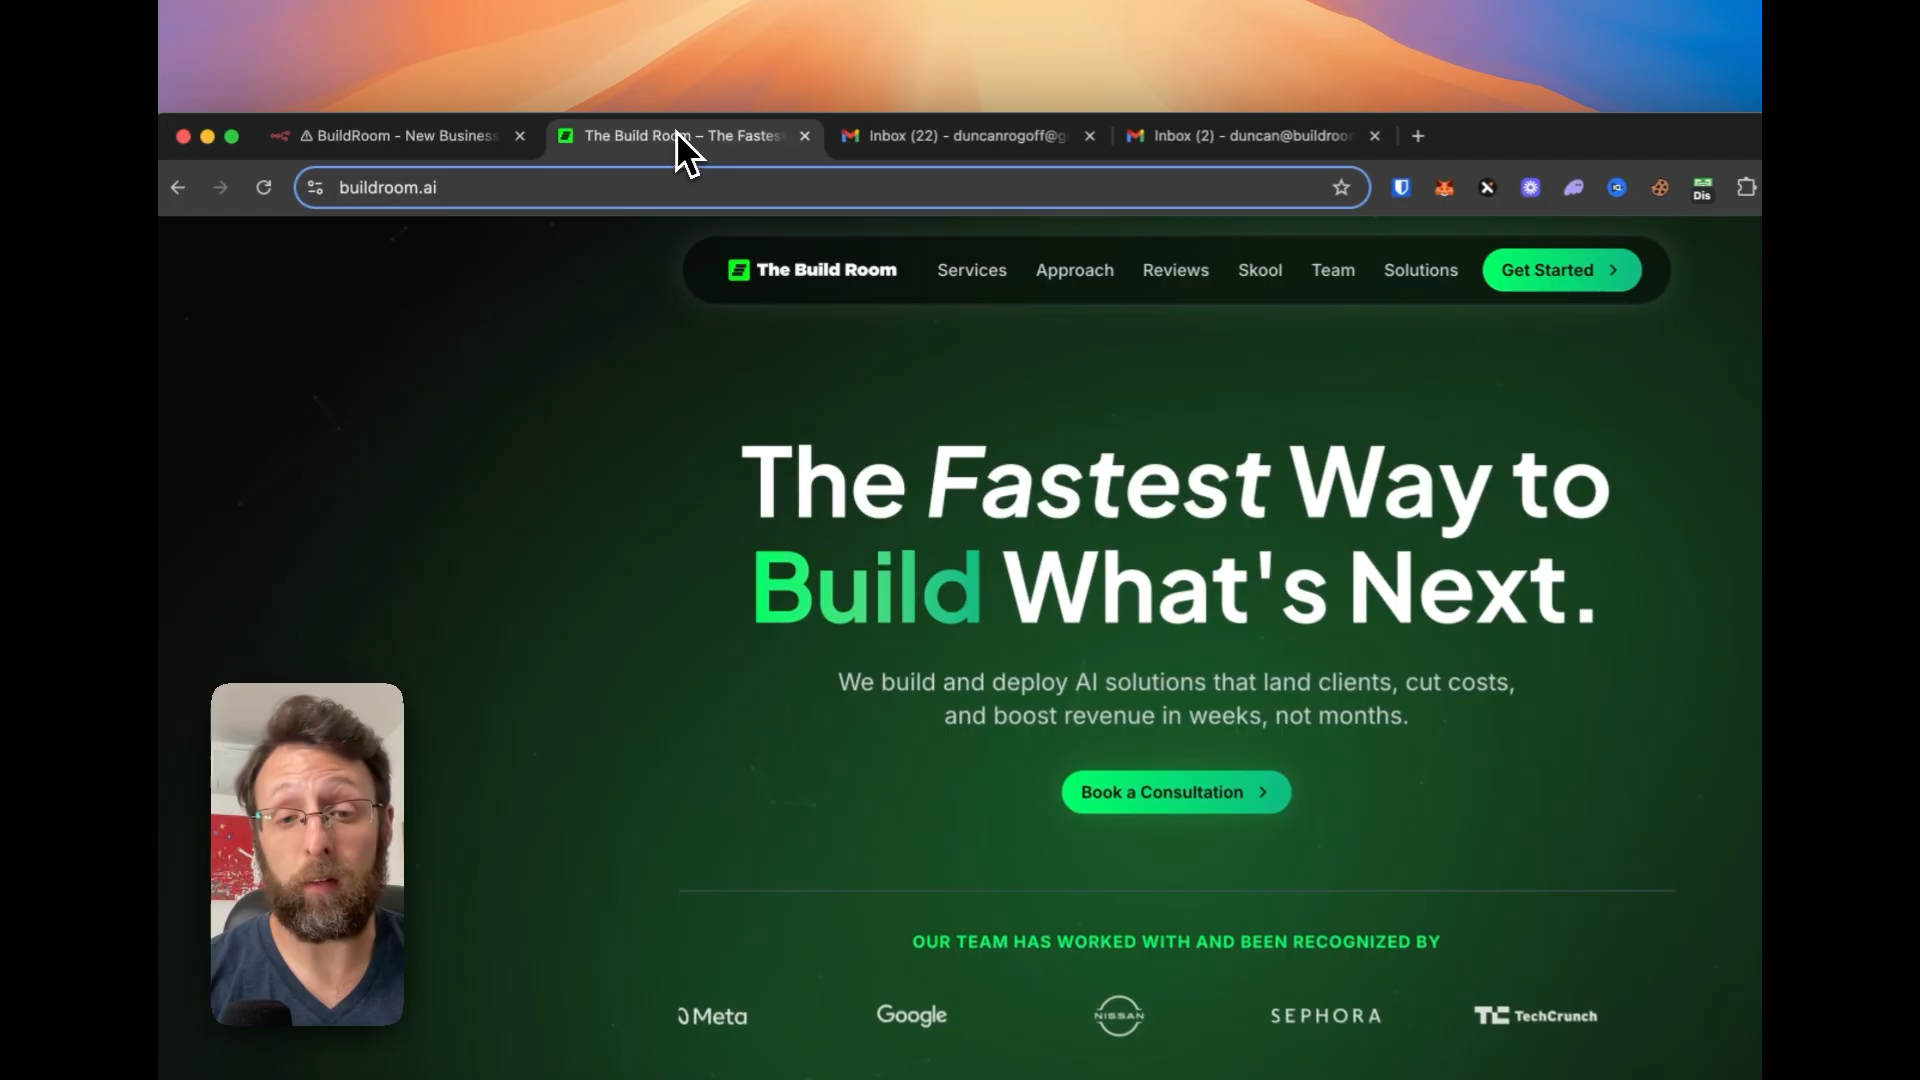 ⚠ BuildRoom - New Business
The Build Room – The Fastest
Inbox (22) - duncanrogoff@g
Inbox (2) - duncan@buildroom
buildroom.ai
Dis
The Build Room
Services
Approach
Reviews
Skool
Team
Solutions
Get Started
The Fastest Way to
Build What's Next.
We build and deploy AI solutions that land clients, cut costs,
and boost revenue in weeks, not months.
Book a Consultation
OUR TEAM HAS WORKED WITH AND BEEN RECOGNIZED BY
Meta
Google
NISSAN
SEPHORA
TC TechCrunch